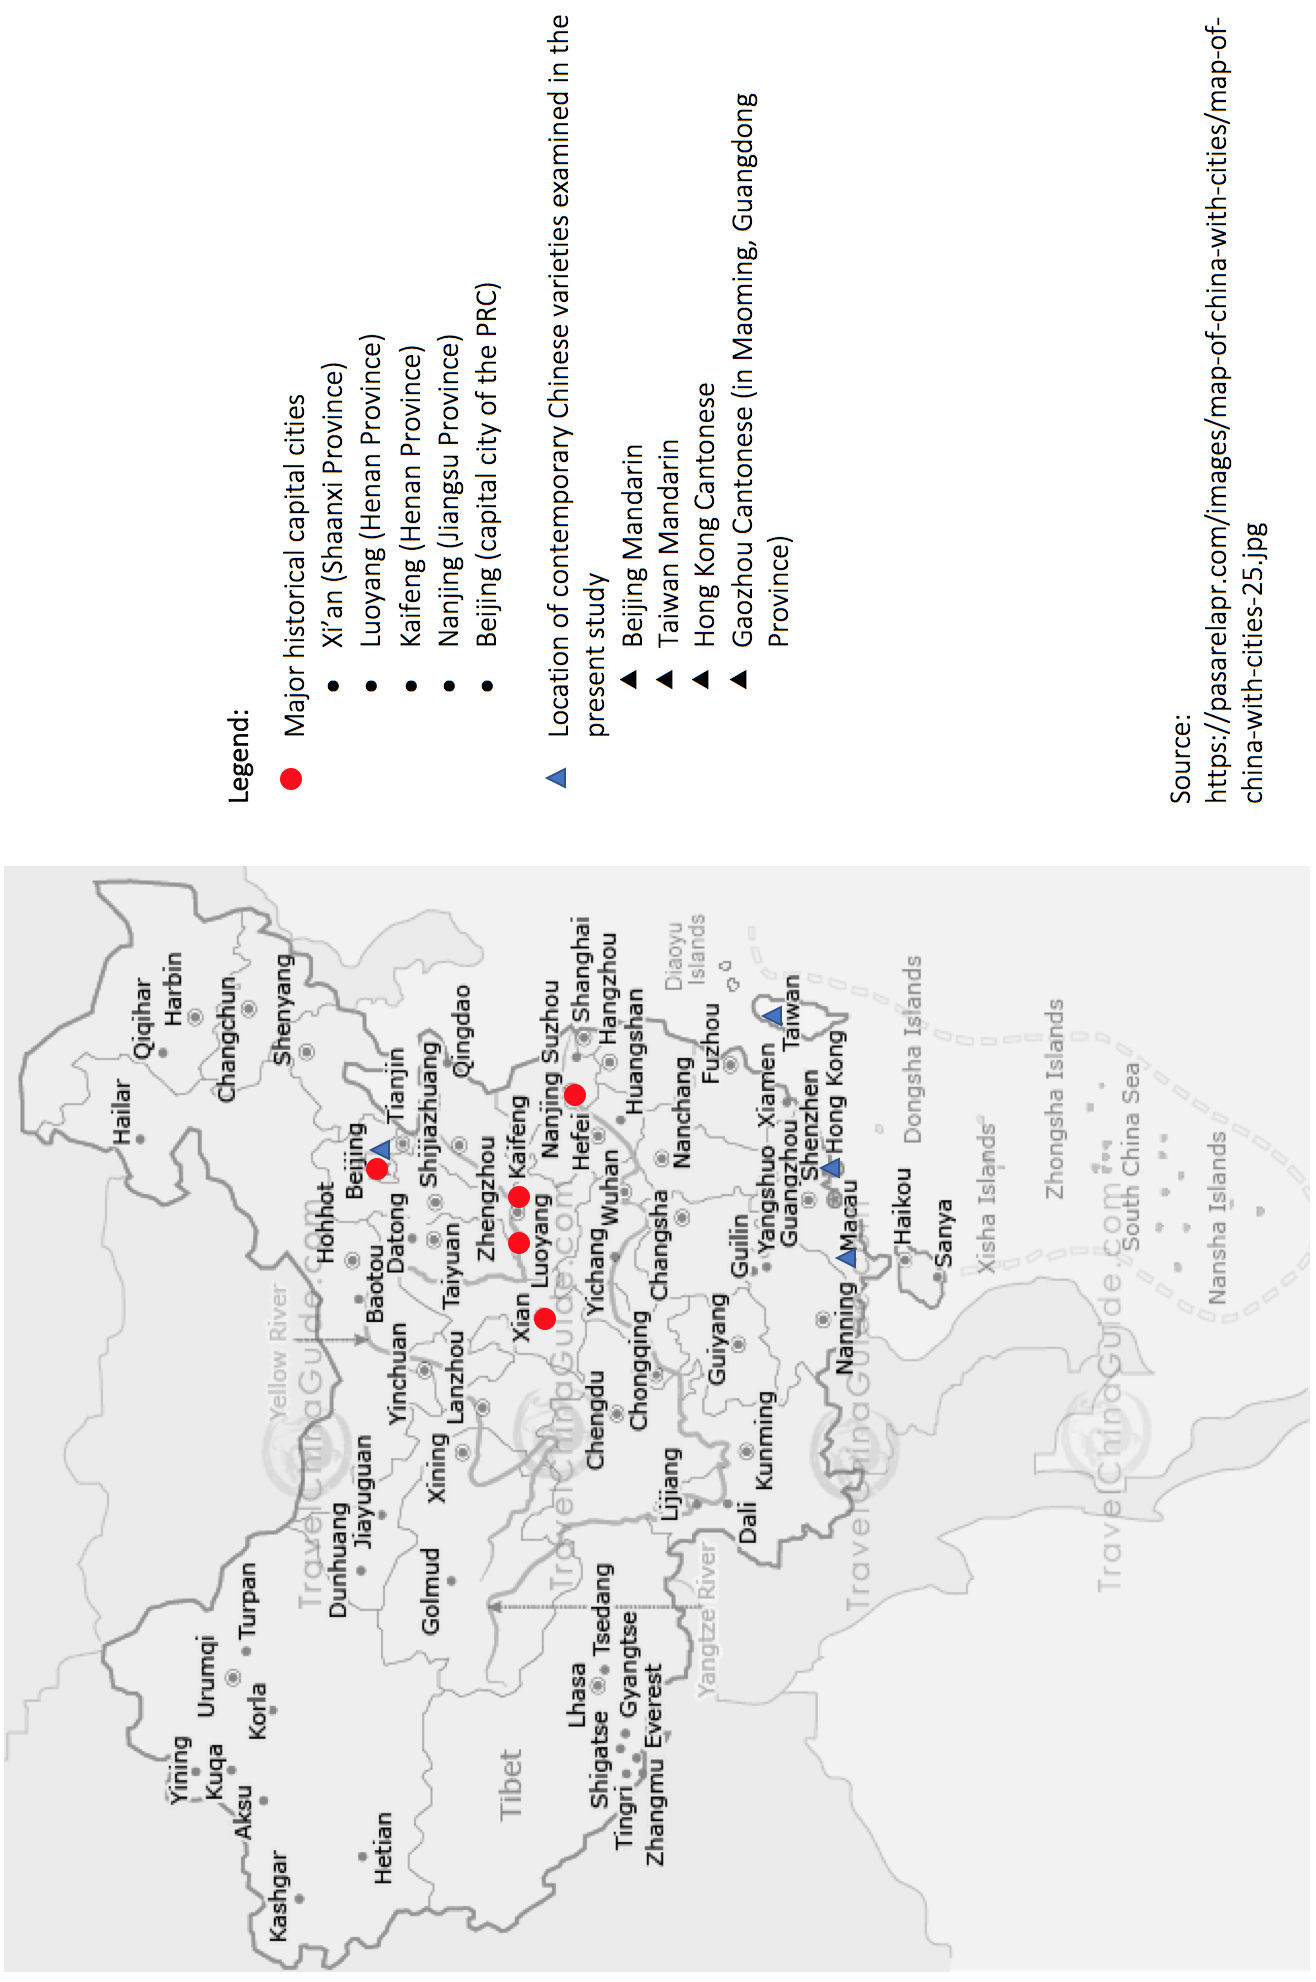 Hailar
Qiqihar
Harbin
Changchun
Shenyang
Urumqi
Turpan
Yining
Kuqa
Korla
Aksu
Kashgar
Hetian
Dunhuang
Jiayuguan
Golmud
Xining
Lanzhou
Yinchuan
Yellow River
Hohhot
Baotou
Datong
Beijing
Tianjin
Shijiazhuang
Taiyuan
Qingdao
Zhengzhou
Kaifeng
Luoyang
Xian
Nanjing
Suzhou
Shanghai
Hefei
Hangzhou
Huangshan
Wuhan
Yichang
Nanchang
Changsha
Chengdu
Chongqing
Guiyang
Lijiang
Dali
Kunming
Tibet
Lhasa
Tsedang
Shigatse
Gyangtse
Tingri
Everest
Zhangmu
Yangtze River
Guilin
Yangshuo
Xiamen
Fuzhou
Diaoyu
Islands
Taiwan
Guangzhou
Shenzhen
Hong Kong
Macau
Nanning
Haikou
Sanya
Dongsha Islands
Xisha Islands
Zhongsha Islands
South China Sea
Nansha Islands
TravelChinaGuide.com
TravelChinaGuide.com
TravelChinaGuide.com
TravelChinaGuide.com
Legend:
Major historical capital cities
• Xi'an (Shaanxi Province)
• Luoyang (Henan Province)
• Kaifeng (Henan Province)
• Nanjing (Jiangsu Province)
• Beijing (capital city of the PRC)
Location of contemporary Chinese varieties examined in the
present study
▲ Beijing Mandarin
▲ Taiwan Mandarin
▲ Hong Kong Cantonese
▲ Gaozhou Cantonese (in Maoming, Guangdong
Province)
Source:
https://pasarelapr.com/images/map-of-china-with-cities/map-of-
china-with-cities-25.jpg